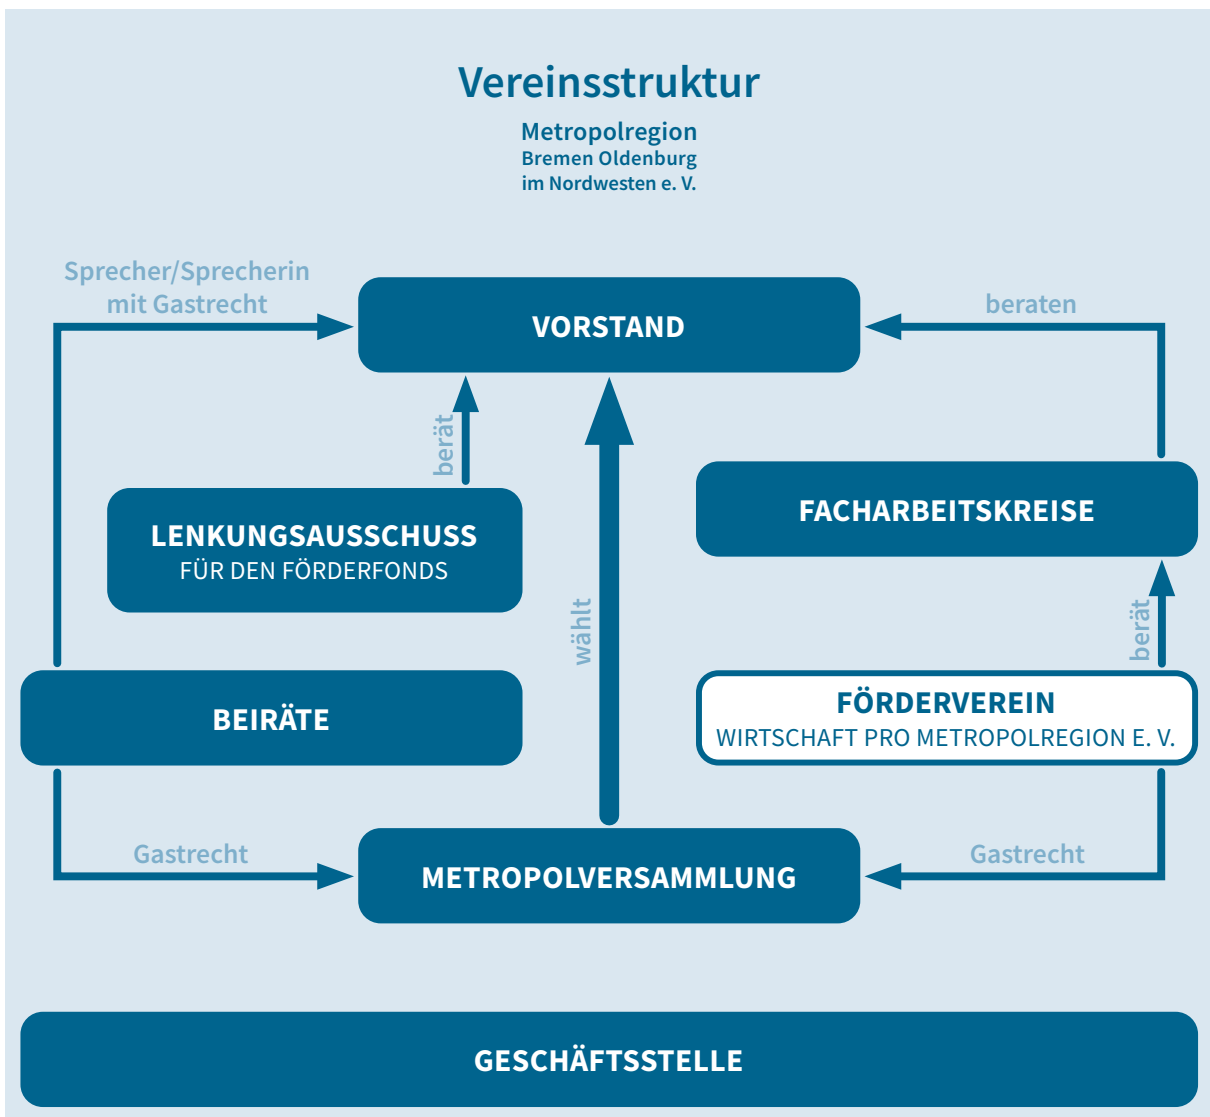 Vereinsstruktur
Metropolregion
Bremen Oldenburg
im Nordwesten e. V.
Sprecher/Sprecherin
mit Gastrecht
beraten
VORSTAND
berät
FACHARBEITSKREISE
LENKUNGSAUSSCHUSS
FÜR DEN FÖRDERFONDS
wählt
berät
BEIRÄTE
FÖRDERVEREIN
WIRTSCHAFT PRO METROPOLREGION E. V.
Gastrecht
Gastrecht
METROPOLVERSAMMLUNG
GESCHÄFTSSTELLE